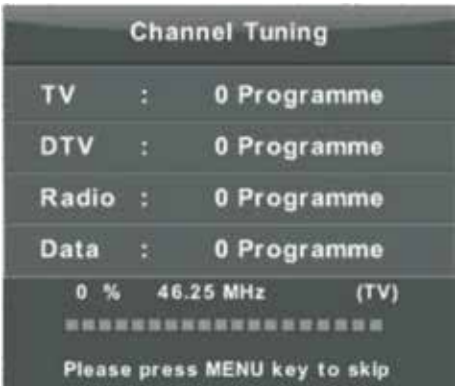 Channel Tuning
TV : 0 Programme
DTV : 0 Programme
Radio : 0 Programme
Data : 0 Programme
0 % 46.25 MHz (TV)
Please press MENU key to skip